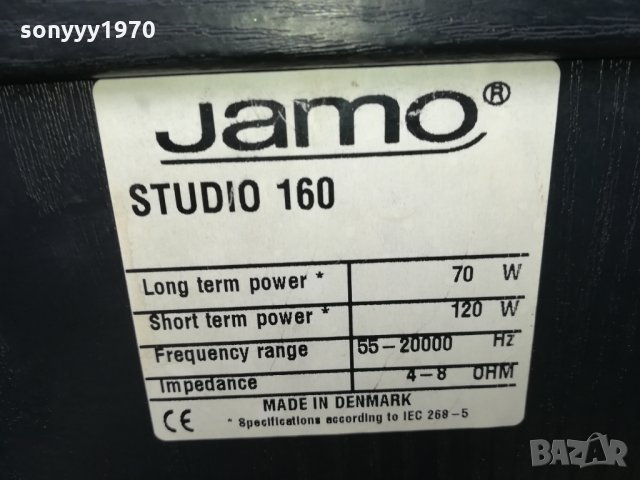 sonyyy1970
Jamo®
STUDIO 160
Long term power * 70 W
Short term power * 120 W
Frequency range 55-20000 Hz
Impedance 4-8 OHM
MADE IN DENMARK
CE * Specifications according to IEC 268-5
BAZAR